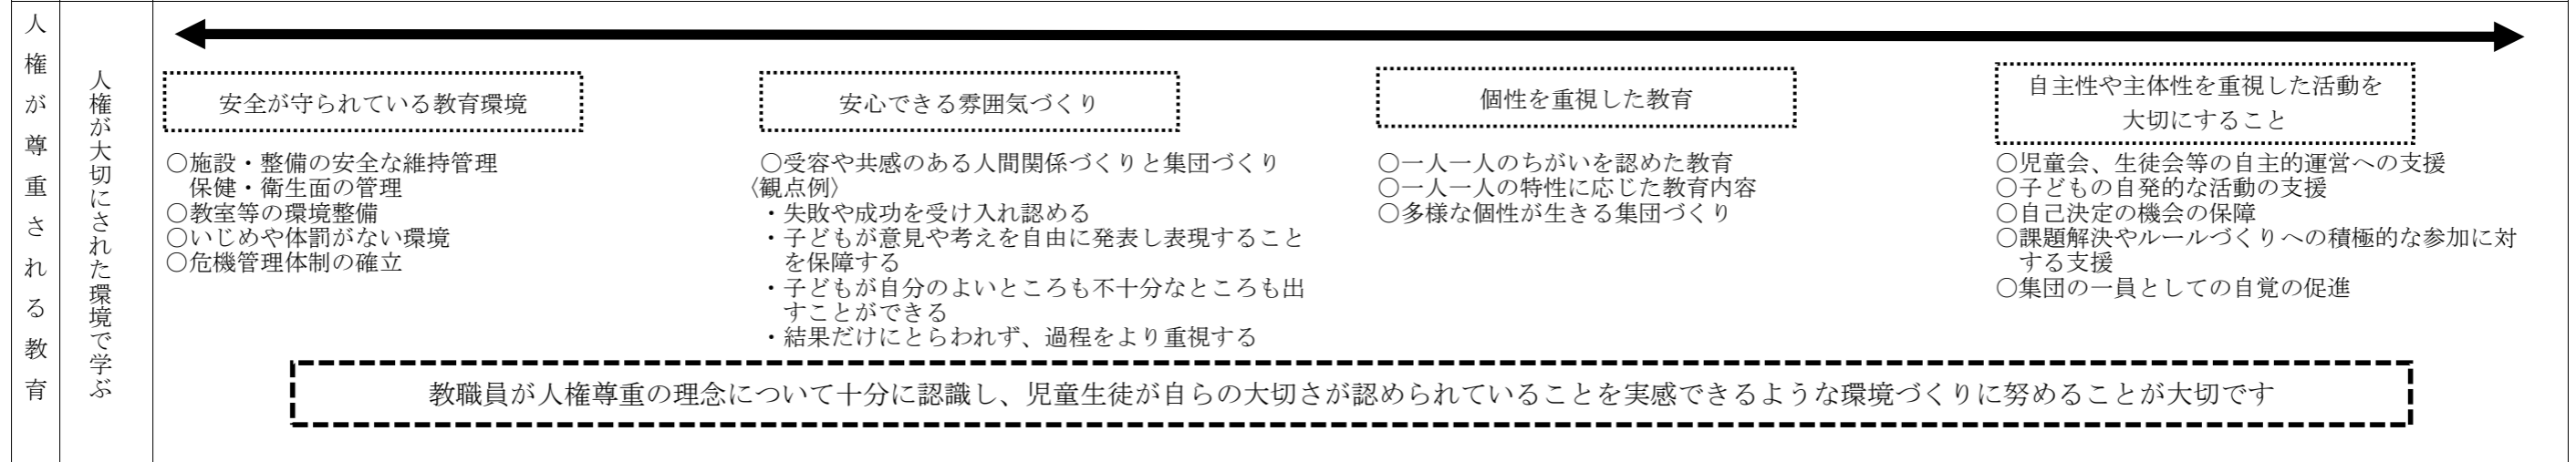 人権が尊重される教育
人権が大切にされた環境で学ぶ
安全が守られている教育環境
○施設・整備の安全な維持管理
保健・衛生面の管理
○教室等の環境整備
○いじめや体罰がない環境
○危機管理体制の確立
安心できる雰囲気づくり
○受容や共感のある人間関係づくりと集団づくり
〈観点例〉
・失敗や成功を受け入れ認める
・子どもが意見や考えを自由に発表し表現すること
を保障する
・子どもが自分のよいところも不十分なところも出
すことができる
・結果だけにとらわれず、過程をより重視する
個性を重視した教育
○一人一人のちがいを認めた教育
○一人一人の特性に応じた教育内容
○多様な個性が生きる集団づくり
自主性や主体性を重視した活動を
大切にすること
○児童会、生徒会等の自主的運営への支援
○子どもの自発的な活動の支援
○自己決定の機会の保障
○課題解決やルールづくりへの積極的な参加に対
する支援
○集団の一員としての自覚の促進
教職員が人権尊重の理念について十分に認識し、児童生徒が自らの大切さが認められていることを実感できるような環境づくりに努めることが大切です